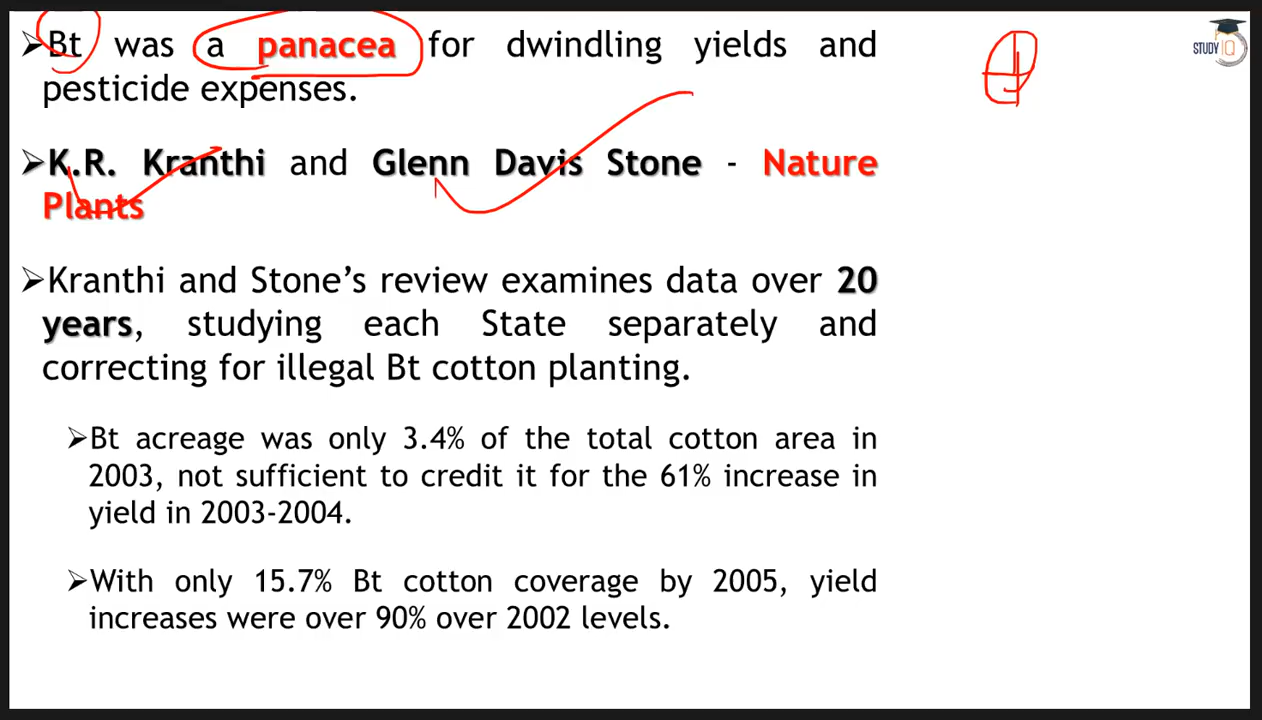 ➢Bt was a panacea for dwindling yields and
pesticide expenses.
STUDY IQ
➢K.R. Kranthi and Glenn Davis Stone - Nature
Plants
➢Kranthi and Stone’s review examines data over 20
years, studying each State separately and
correcting for illegal Bt cotton planting.
➢Bt acreage was only 3.4% of the total cotton area in
2003, not sufficient to credit it for the 61% increase in
yield in 2003-2004.
➢With only 15.7% Bt cotton coverage by 2005, yield
increases were over 90% over 2002 levels.